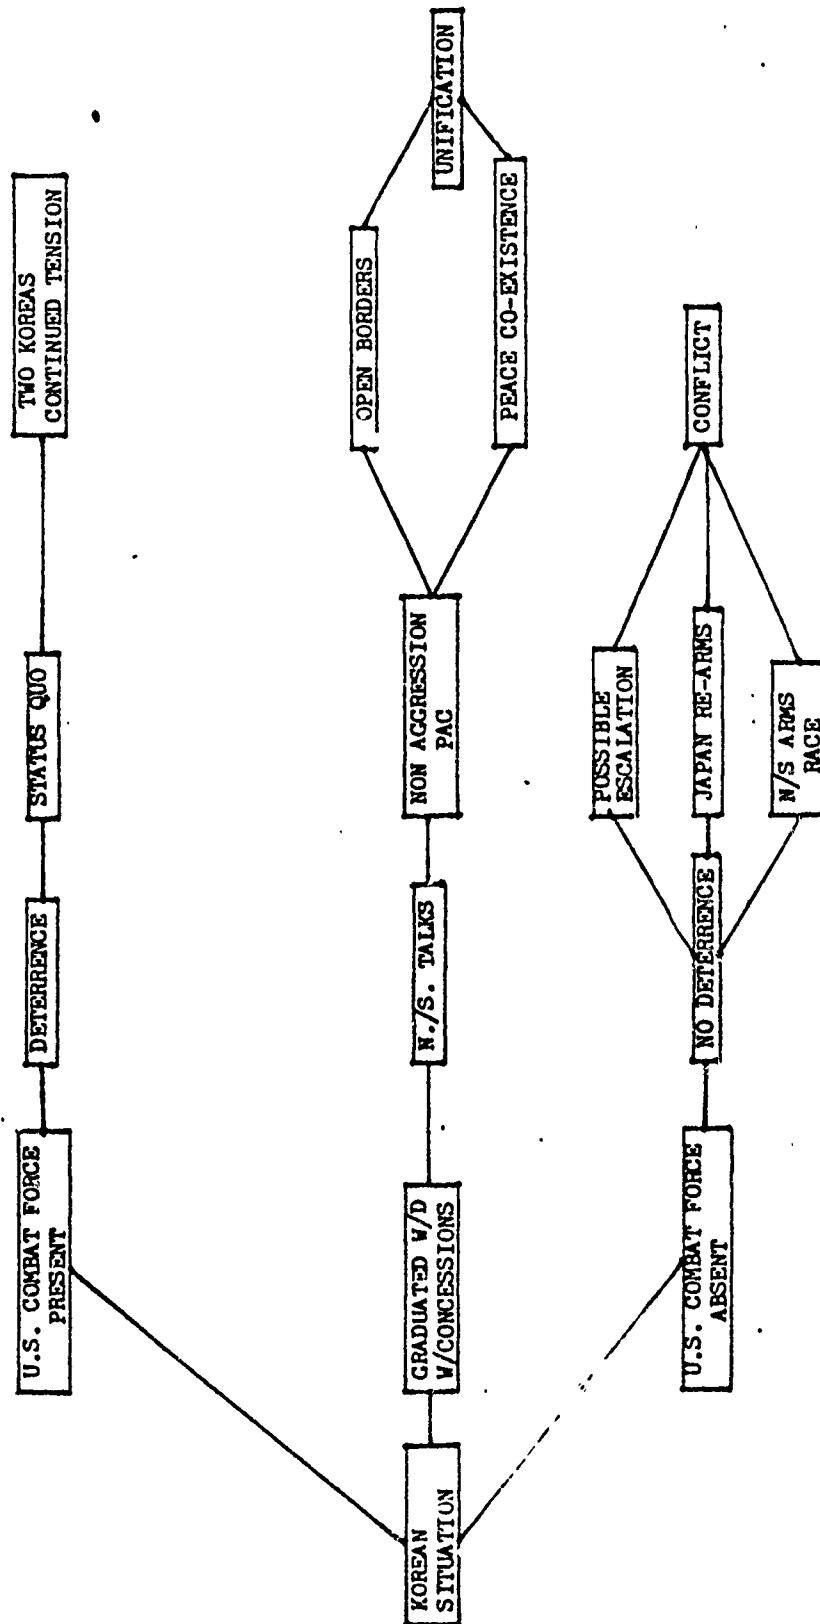 KOREAN
SITUATION
U.S. COMBAT FORCE
PRESENT
DETERRENCE
STATUS QUO
TWO KOREAS
CONTINUED TENSION
GRADUATED W/D
W/CONCESSIONS
N./S. TALKS
NON AGGRESSION
PAC
OPEN BORDERS
PEACE CO-EXISTENCE
UNIFICATION
U.S. COMBAT FORCE
ABSENT
NO DETERRENCE
POSSIBLE
ESCALATION
JAPAN RE-ARMS
N/S ARMS
RACE
CONFLICT